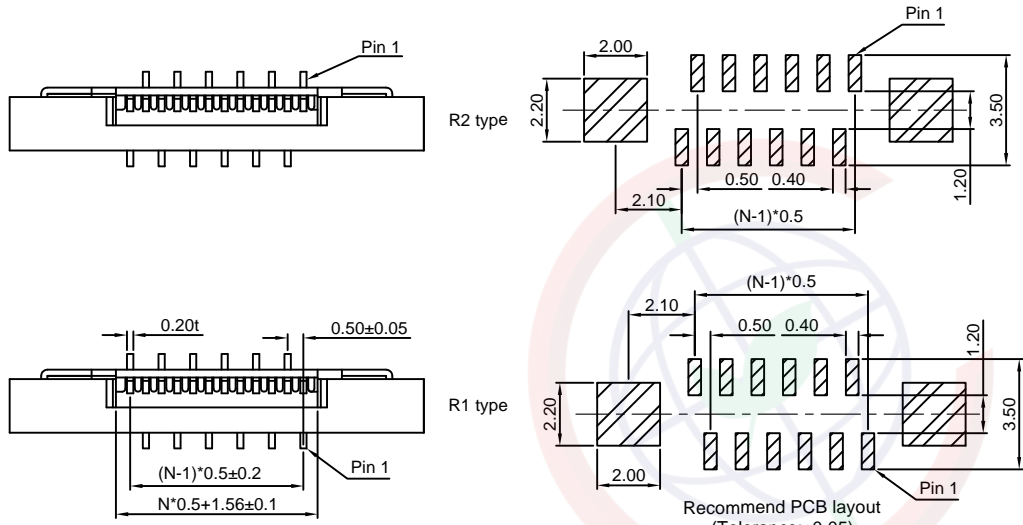 Pin 1
R2 type
Pin 1
2.00
2.20
3.50
1.20
0.50
0.40
2.10
(N-1)*0.5
0.20t
0.50±0.05
R1 type
(N-1)*0.5±0.2
Pin 1
N*0.5+1.56±0.1
(N-1)*0.5
2.10
0.50
0.40
1.20
2.20
3.50
2.00
Pin 1
Recommend PCB layout